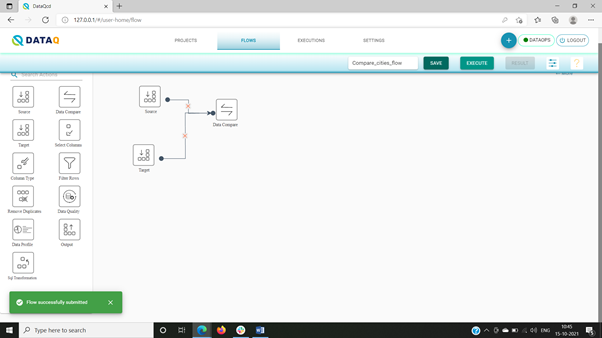 DataQcd
127.0.0.1/#/user-home/flow
DATAQ
PROJECTS
FLOWS
EXECUTIONS
SETTINGS
DATAOPS
LOGOUT
Compare_cities_flow
SAVE
EXECUTE
RESULT
Search Actions
Source
Data Compare
Target
Select Columns
Column Type
Filter Rows
Remove Duplicates
Data Quality
Data Profile
Output
Sql Transformation
Source
Data Compare
Target
Flow successfully submitted
Type here to search
ENG
10:45
15-10-2021